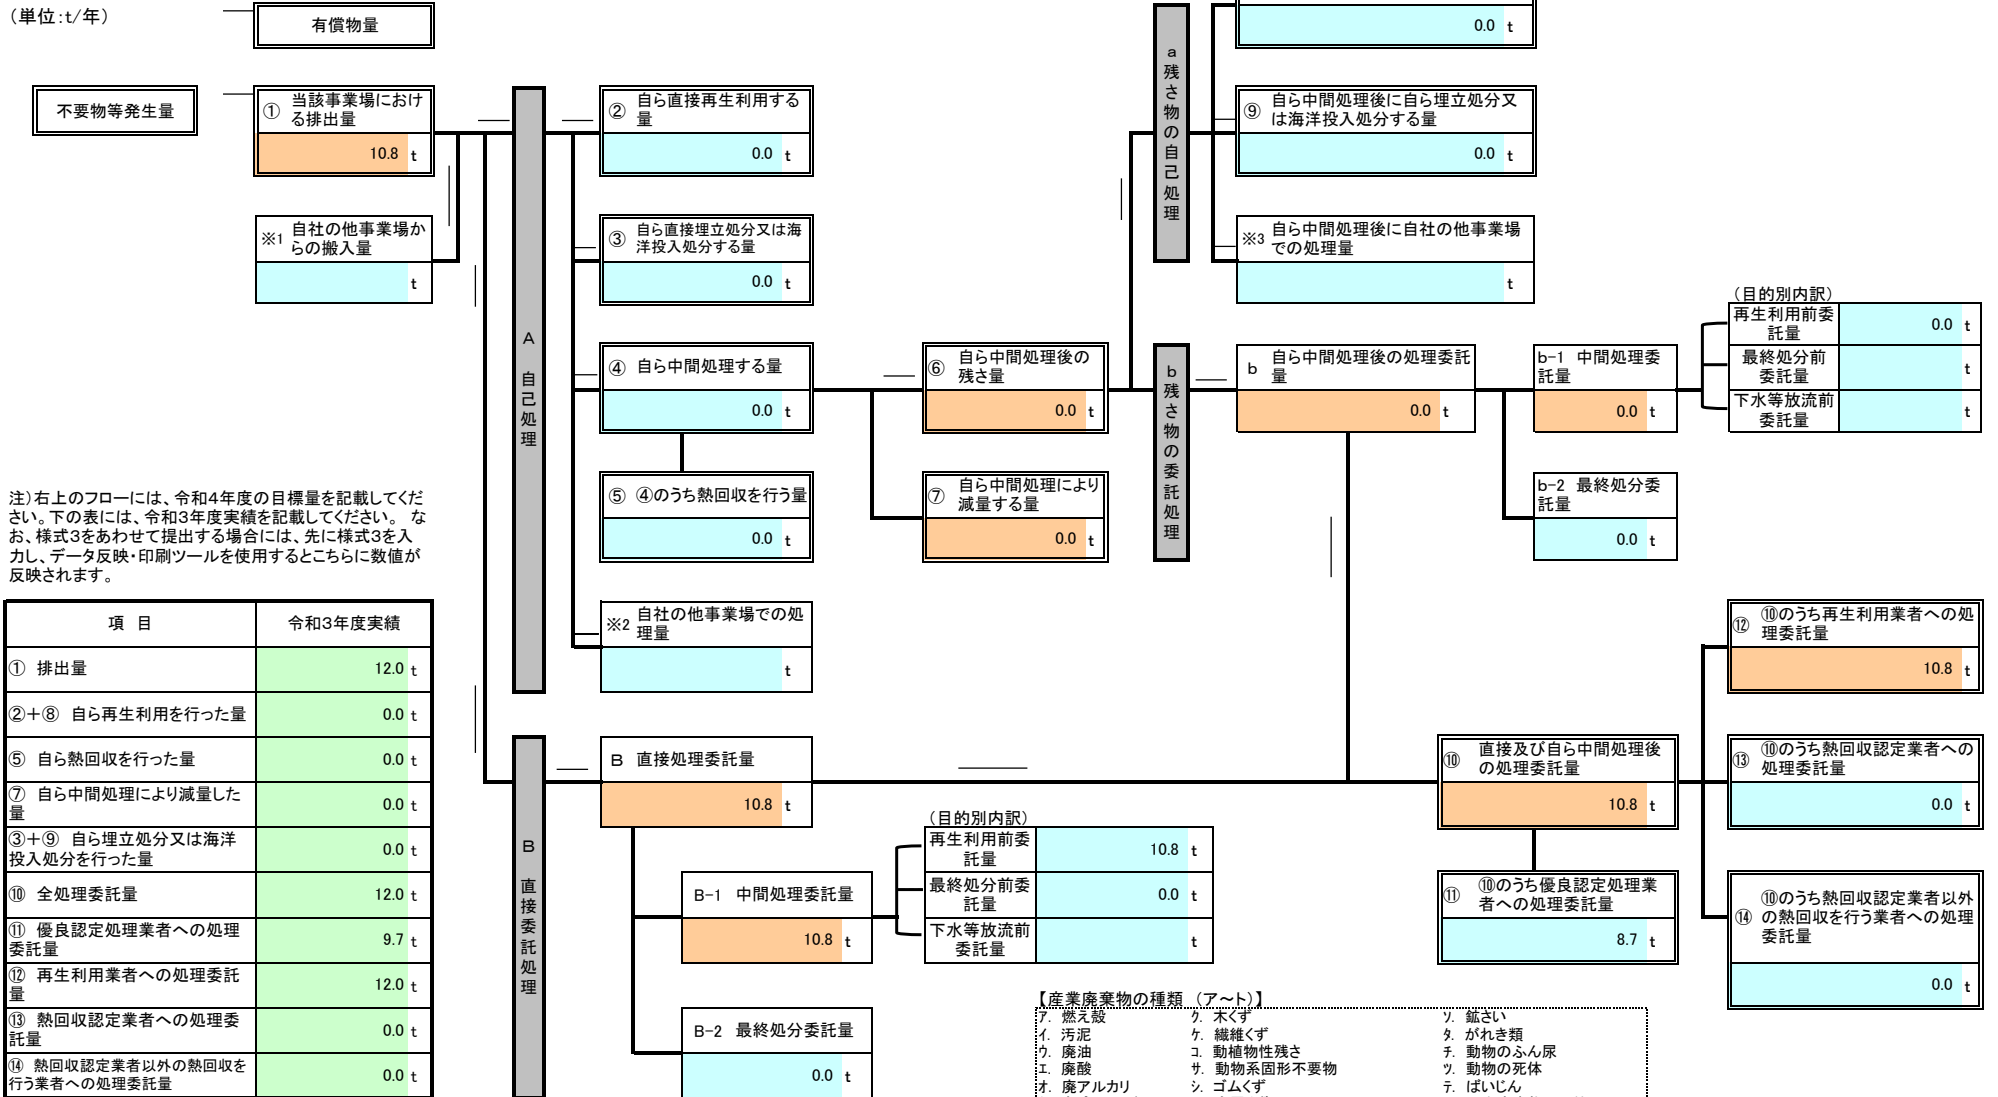 (単位:t/年)
有償物量
0.0 t
不要物等発生量
① 当該事業場におけ
る排出量
10.8 t
※1 自社の他事業場か
らの搬入量
t
A 自己処理
② 自ら直接再生利用する
量
0.0 t
③ 自ら直接埋立処分又は海
洋投入処分する量
0.0 t
④ 自ら中間処理する量
0.0 t
⑤ ④のうち熱回収を行う量
0.0 t
※2 自社の他事業場での処
理量
t
⑥ 自ら中間処理後の
残さ量
0.0 t
⑦ 自ら中間処理により
減量する量
0.0 t
a 残さ物の自己処理
⑨ 自ら中間処理後に自ら埋立処分又
は海洋投入処分する量
0.0 t
※3 自ら中間処理後に自社の他事業場
での処理量
t
b 残さ物の委託処理
b 自ら中間処理後の処理委託
量
0.0 t
b-1 中間処理委
託量
0.0 t
b-2 最終処分委
託量
0.0 t
(目的別内訳)
再生利用前委
託量
0.0 t
最終処分前
委託量
t
下水等放流前
委託量
t
注)右上のフローには、令和4年度の目標量を記載してくだ
さい。下の表には、令和3年度実績を記載してください。 な
お、様式3をあわせて提出する場合には、先に様式3を入
力し、データ反映・印刷ツールを使用するとこちらに数値が
反映されます。
項 目 令和3年度実績
① 排出量 12.0 t
②+⑧ 自ら再生利用を行った量 0.0 t
⑤ 自ら熱回収を行った量 0.0 t
⑦ 自ら中間処理により減量した
量 0.0 t
③+⑨ 自ら埋立処分又は海洋
投入処分を行った量 0.0 t
⑩ 全処理委託量 12.0 t
⑪ 優良認定処理業者への処理
委託量 9.7 t
⑫ 再生利用業者への処理委託
量 12.0 t
⑬ 熱回収認定業者への処理委
託量 0.0 t
⑭ 熱回収認定業者以外の熱回収を
行う業者への処理委託量 0.0 t
B 直接委託処理
B 直接処理委託量
10.8 t
B-1 中間処理委託量
10.8 t
B-2 最終処分委託量
0.0 t
(目的別内訳)
再生利用前委
託量
10.8 t
最終処分前委
託量
0.0 t
下水等放流前
委託量
t
⑩ 直接及び自ら中間処理後
の処理委託量
10.8 t
⑪ ⑩のうち優良認定処理業
者への処理委託量
8.7 t
⑫ ⑩のうち再生利用業者への処
理委託量
10.8 t
⑬ ⑩のうち熱回収認定業者への
処理委託量
0.0 t
⑭ ⑩のうち熱回収認定業者以外
の熱回収を行う業者への処理
委託量
0.0 t
【産業廃棄物の種類 (ア~ト)】
ア. 燃え殻 ク. 木くず ソ. 鉱さい
イ. 汚泥 ケ. 繊維くず タ. がれき類
ウ. 廃油 コ. 動植物性残さ チ. 動物のふん尿
エ. 廃酸 サ. 動物系固形不要物 ツ. 動物の死体
オ. 廃アルカリ シ. ゴムくず テ. ばいじん